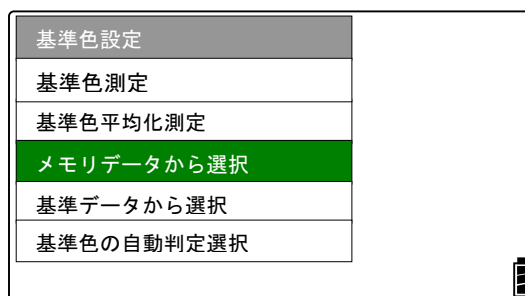 基準色設定
基準色測定
基準色平均化測定
メモリデータから選択
基準データから選択
基準色の自動判定選択